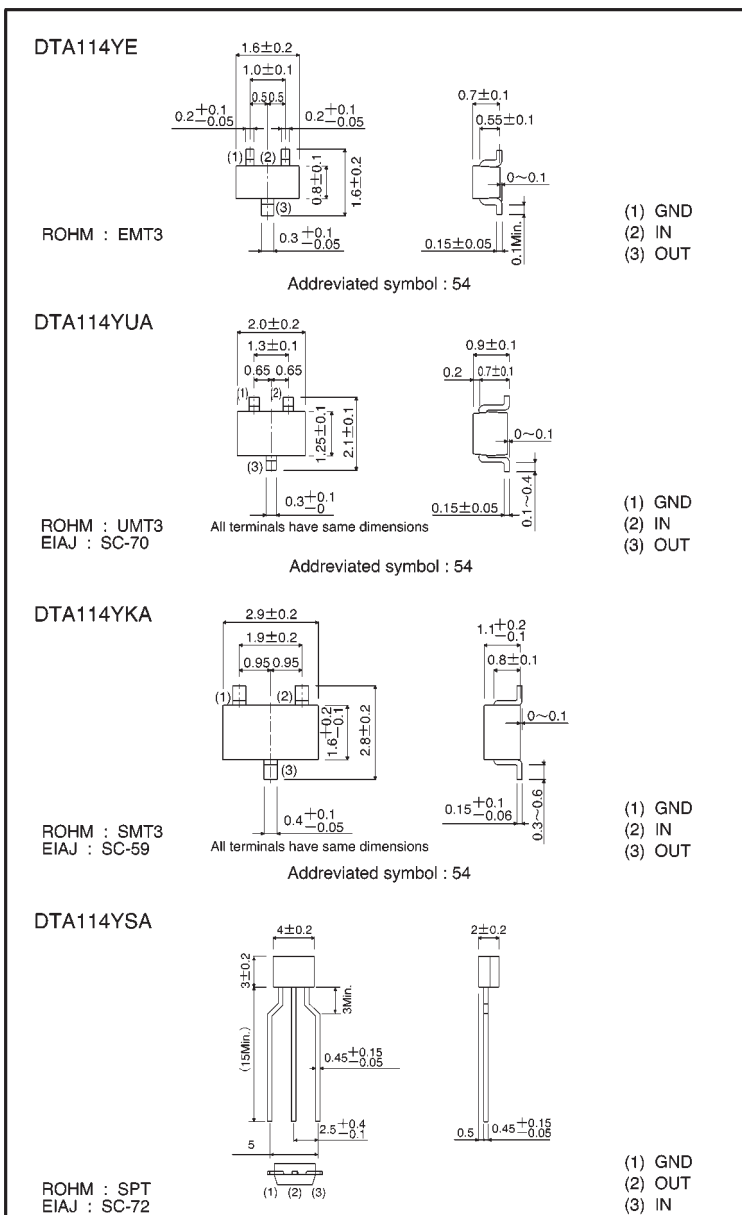 DTA114YE
1.6±0.2
1.0±0.1
0.5 0.5
0.2 +0.1 −0.05
0.2 +0.1 −0.05
(1) (2)
(3)
0.8±0.1
1.6±0.2
0.3 +0.1 −0.05
0.7±0.1
0.55±0.1
0~0.1
0.15±0.05
0.1Min.
ROHM : EMT3
(1) GND
(2) IN
(3) OUT
Addreviated symbol : 54
DTA114YUA
2.0±0.2
1.3±0.1
0.65 0.65
(1) (2)
(3)
1.25±0.1
2.1±0.1
0.3 +0.1 −0
0.9±0.1
0.2 0.7±0.1
0~0.1
0.15±0.05
0.1~0.4
ROHM : UMT3
EIAJ : SC-70
All terminals have same dimensions
(1) GND
(2) IN
(3) OUT
Addreviated symbol : 54
DTA114YKA
2.9±0.2
1.9±0.2
0.95 0.95
(1) (2)
(3)
1.6 +0.2 −0.1
2.8±0.2
0.4 +0.1 −0.05
1.1 +0.2 −0.1
0.8±0.1
0~0.1
0.15 +0.1 −0.06
0.3~0.6
ROHM : SMT3
EIAJ : SC-59
All terminals have same dimensions
(1) GND
(2) IN
(3) OUT
Addreviated symbol : 54
DTA114YSA
4±0.2
3±0.2
3Min.
(15Min.)
0.45 +0.15 −0.05
2.5 +0.4 −0.1
5
(1) (2) (3)
2±0.2
0.5
0.45 +0.15 −0.05
ROHM : SPT
EIAJ : SC-72
(1) GND
(2) OUT
(3) IN